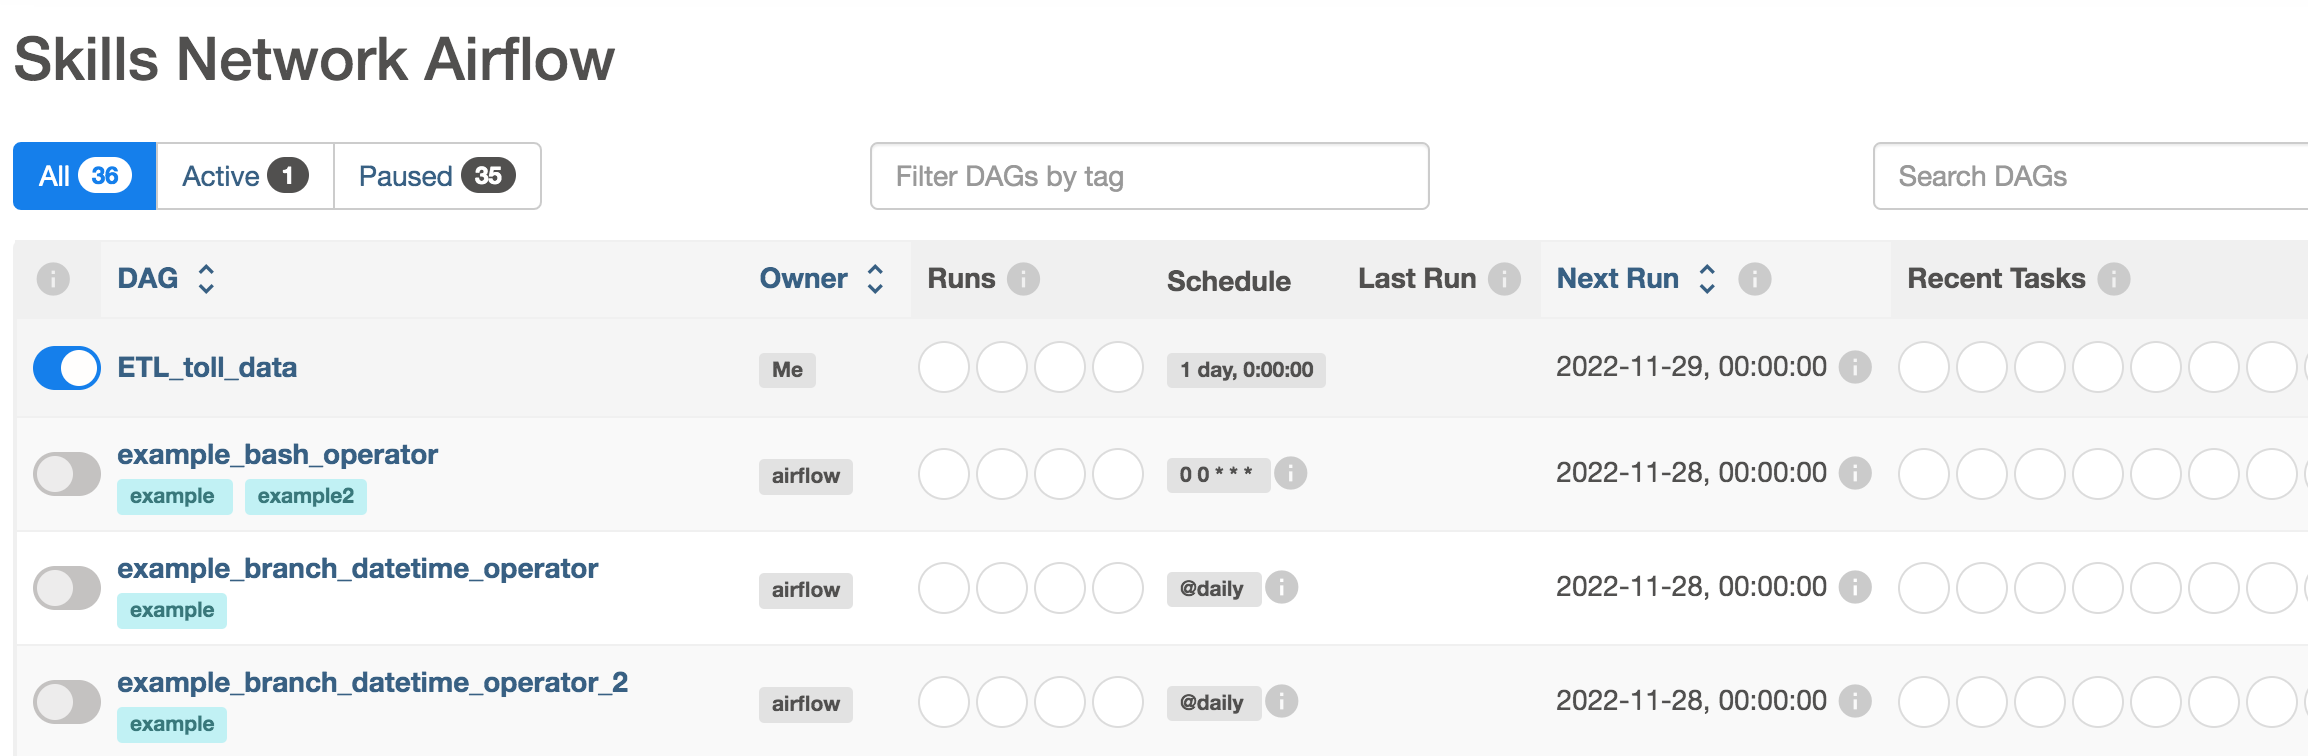 Skills Network Airflow
All 36 Active 1 Paused 35 Filter DAGs by tag Search DAGs
DAG Owner Runs Schedule Last Run Next Run Recent Tasks
ETL_toll_data Me 1 day, 0:00:00 2022-11-29, 00:00:00
example_bash_operator airflow 0 0 * * * 2022-11-28, 00:00:00
example example2
example_branch_datetime_operator airflow @daily 2022-11-28, 00:00:00
example
example_branch_datetime_operator_2 airflow @daily 2022-11-28, 00:00:00
example